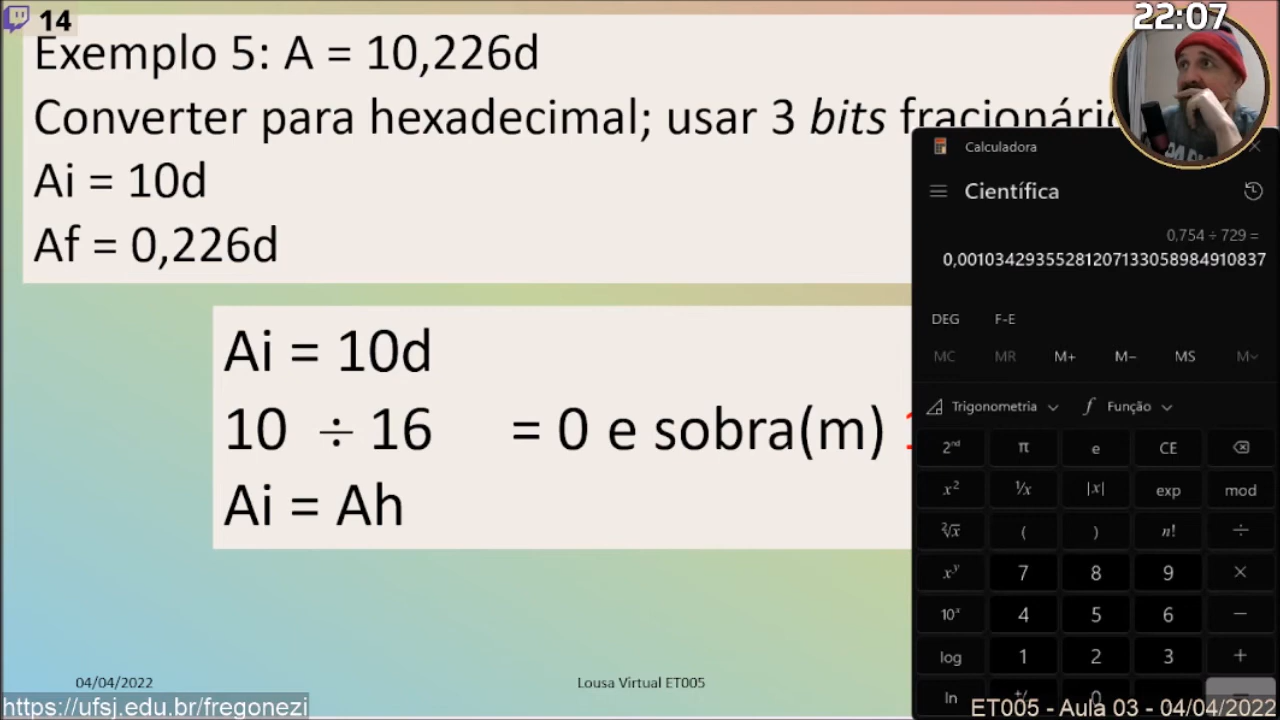 14
22:07
Exemplo 5: A = 10,226d
Converter para hexadecimal; usar 3 bits
Ai = 10d
Af = 0,226d
Ai = 10d
10 ÷ 16 = 0 e sobra(m)
Ai = Ah
Calculadora
Científica
0,754 ÷ 729 =
0,00103429355281207133058984910837
DEG F-E
MC MR M+ M− MS M˅
Trigonometria Função
2nd π e CE
x² ¹/x |x| exp mod
²√x ( ) n! ÷
xʸ 7 8 9 ×
10ˣ 4 5 6 −
log 1 2 3 +
ln
04/04/2022
Lousa Virtual ET005
https://ufsj.edu.br/fregonezi
ET005 - Aula 03 - 04/04/2022